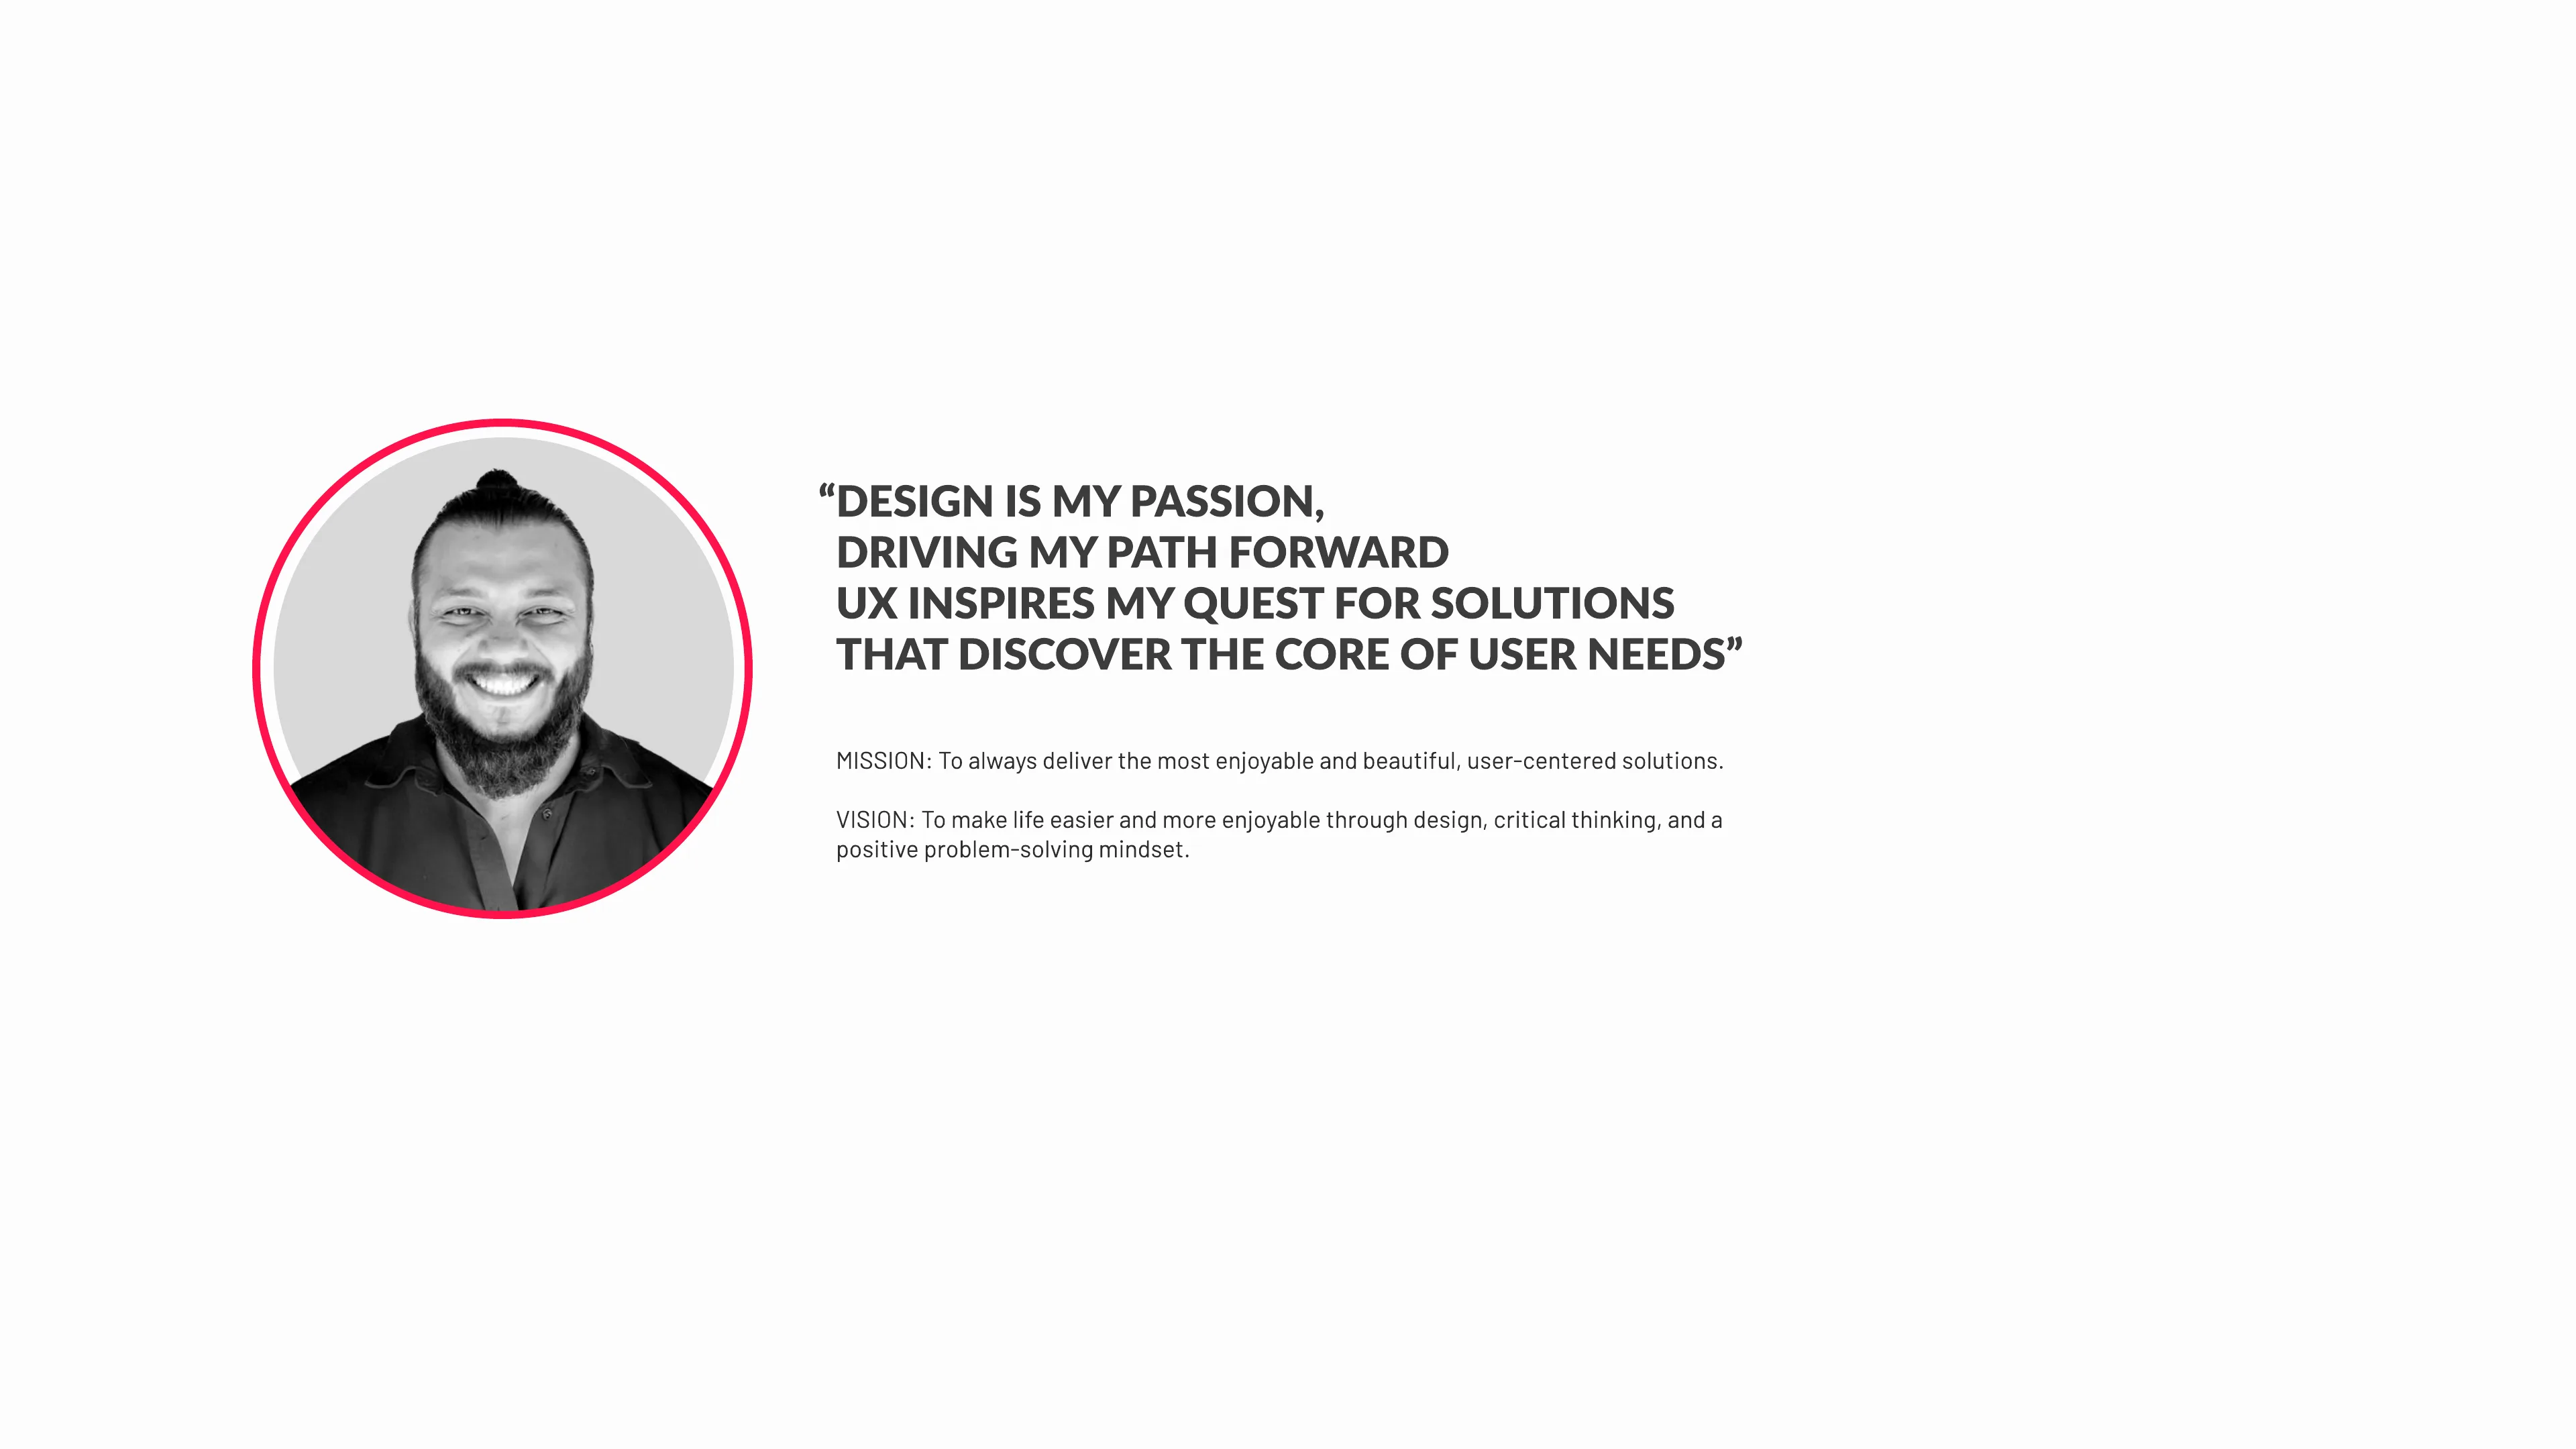 “DESIGN IS MY PASSION,
DRIVING MY PATH FORWARD
UX INSPIRES MY QUEST FOR SOLUTIONS
THAT DISCOVER THE CORE OF USER NEEDS”
MISSION: To always deliver the most enjoyable and beautiful, user-centered solutions.
VISION: To make life easier and more enjoyable through design, critical thinking, and a
positive problem-solving mindset.